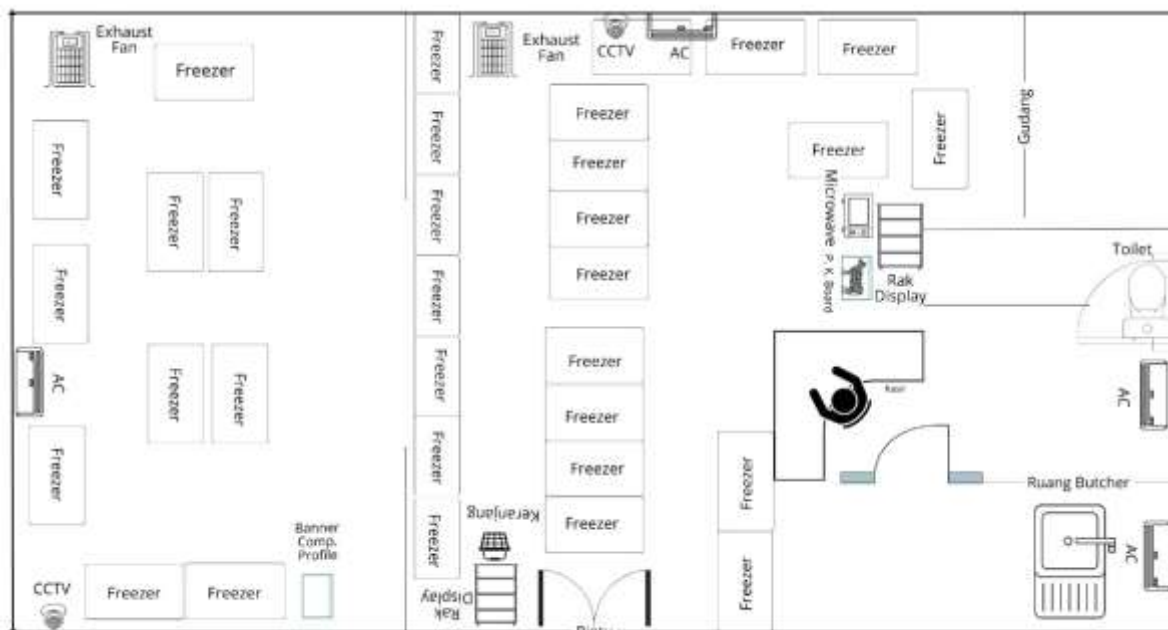 Exhaust
Fan
Freezer
Freezer
Exhaust
Fan
CCTV
AC
Freezer
Freezer
Freezer
Freezer
Freezer
Gudang
Freezer
Freezer
Freezer
Freezer
Freezer
Freezer
Freezer
Freezer
Microwave
P. K. Board
Rak
Display
Toilet
Freezer
Freezer
Freezer
AC
Freezer
Freezer
Freezer
Freezer
Freezer
Kasir
AC
Freezer
Freezer
Freezer
Freezer
Ruang Butcher
Keranjang
Freezer
Freezer
Banner
Comp.
Profile
AC
CCTV
Freezer
Freezer
Rak
Display
Freezer